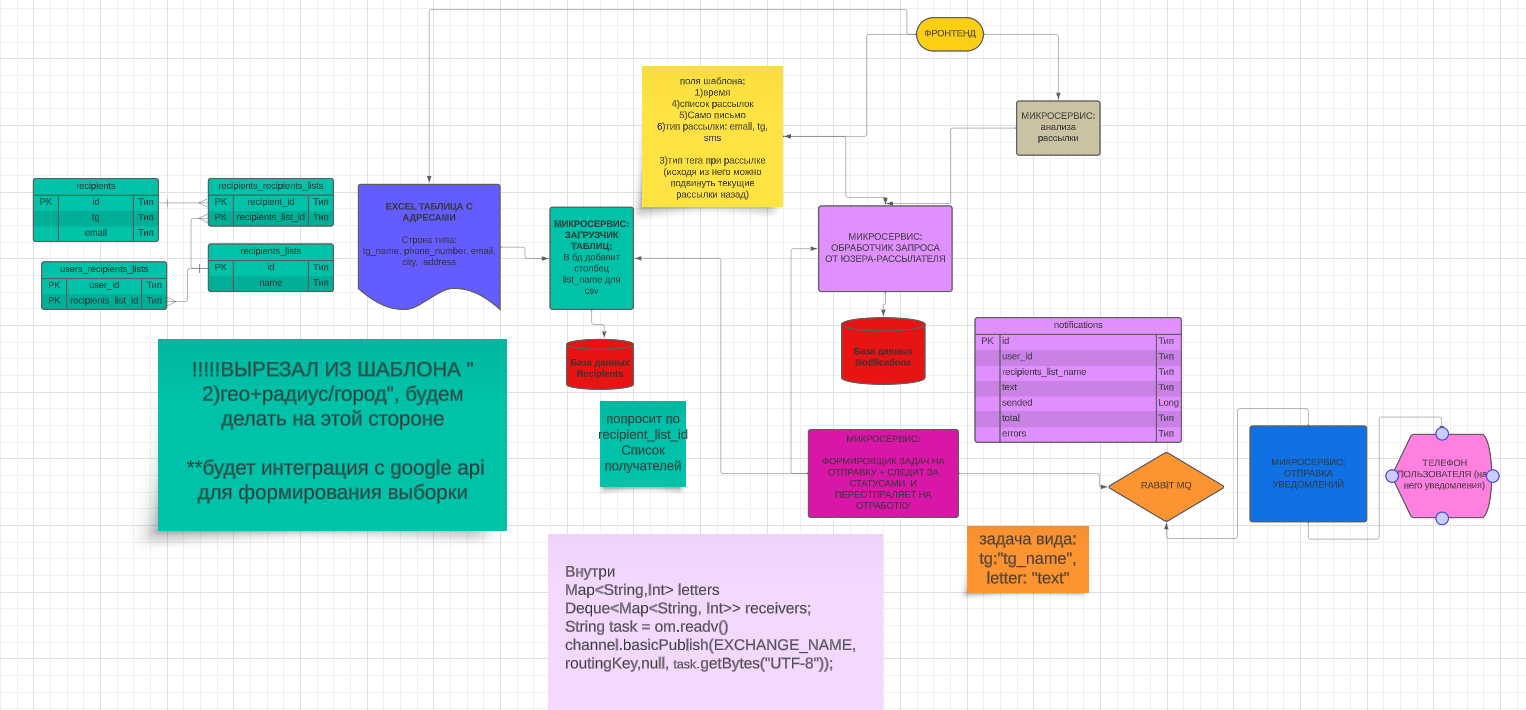 ФРОНТЕНД
поля шаблона;
1)время
4)список рассылок
5)Само письмо
6)тип рассылки: email, tg,
sms
3)тип тега при рассылке
(исходя из него можно
подвинуть текущие
рассылки назад)
МИКРОСЕРВИС:
анализа
рассылки
recipients
PK id Тип
tg Тип
email Тип
recipients_recipients_lists
PK recipient_id Тип
PK recipients_list_id Тип
recipients_lists
PK id Тип
name Тип
users_recipients_lists
PK user_id Тип
PK recipients_list_id Тип
EXCEL ТАБЛИЦА С
АДРЕСАМИ
Строка типа:
tg_name, phone_number, email,
city, address
МИКРОСЕРВИС:
ЗАГРУЗЧИК
ТАБЛИЦ:
В бд добавит
столбец
list_name для
csv
МИКРОСЕРВИС:
ОБРАБОТЧИК ЗАПРОСА
ОТ ЮЗЕРА-РАССЫЛАТЕЛЯ
База данных
Recipients
База данных
Notifications
notifications
PK id Тип
user_id Тип
recipients_list_name Тип
text Тип
sended Long
total Тип
errors Тип
!!!!!ВЫРЕЗАЛ ИЗ ШАБЛОНА "
2)гео+радиус/город", будем
делать на этой стороне
**будет интеграция с google api
для формирования выборки
попросит по
recipient_list_id
Список
получателей
МИКРОСЕРВИС:
ФОРМИРОВЩИК ЗАДАЧ НА
ОТПРАВКУ + СЛЕДИТ ЗА
СТАТУСАМИ И
ПЕРЕОТПРАЛЯЕТ НА
ОТРАБОТКУ
RABBIT MQ
МИКРОСЕРВИС:
ОТПРАВКА
УВЕДОМЛЕНИЙ
ТЕЛЕФОН
ПОЛЬЗОВАТЕЛЯ (на
него уведомления)
задача вида:
tg:"tg_name",
letter: "text"
Внутри
Map<String,Int> letters
Deque<Map<String, Int>> receivers;
String task = om.readv()
channel.basicPublish(EXCHANGE_NAME,
routingKey,null, task.getBytes("UTF-8"));